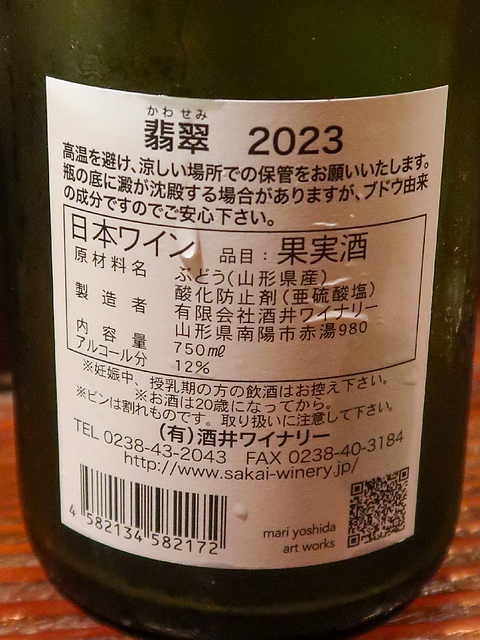 かわせみ
翡翠 2023
高温を避け、涼しい場所での保管をお願いいたします。
瓶の底に澱が沈殿する場合がありますが、ブドウ由来
の成分ですのでご安心下さい。
日本ワイン 品目：果実酒
原材料名 ぶどう(山形県産)
酸化防止剤(亜硫酸塩)
製造者 有限会社酒井ワイナリー
山形県南陽市赤湯980
内容量 750㎖
アルコール分 12%
※妊娠中、授乳期の方の飲酒はお控え下さい。
※お酒は20歳になってから。
※ビンは割れものです。取り扱いに注意して下さい。
(有)酒井ワイナリー
TEL 0238-43-2043 FAX 0238-40-3184
http://www.sakai-winery.jp/
4 582134 582172
mari yoshida
art works